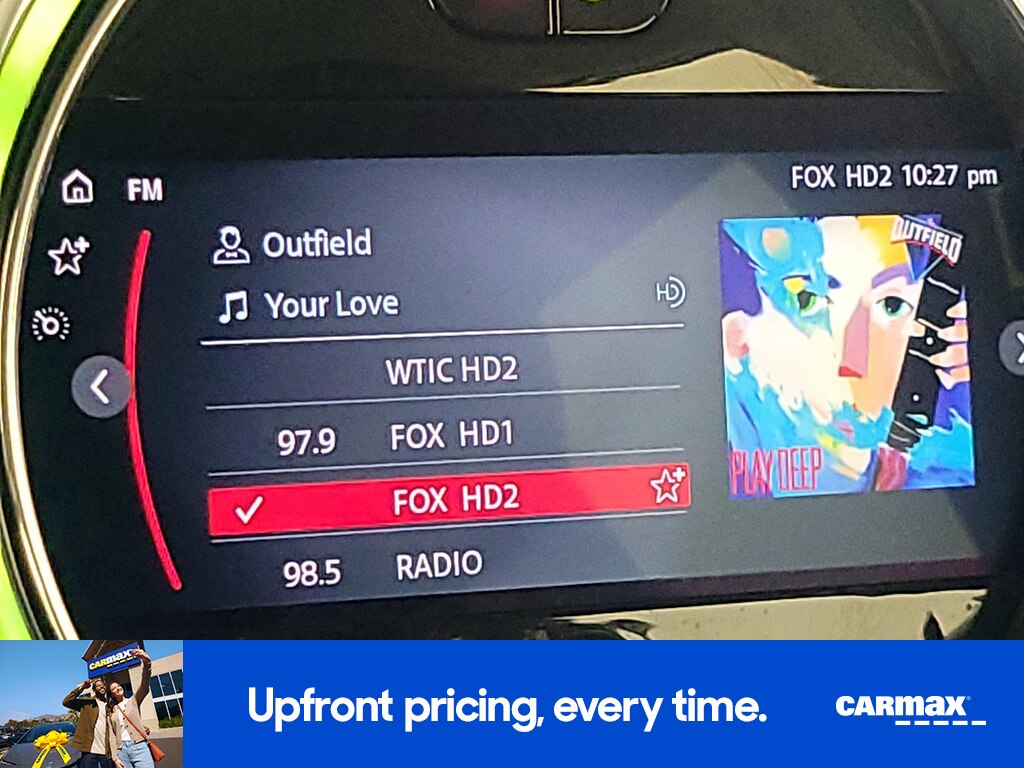 FM
FOX HD2 10:27 pm
Outfield
Your Love
HD
WTIC HD2
97.9 FOX HD1
FOX HD2
98.5 RADIO
OUTFIELD
PLAY DEEP
CARMAX
Upfront pricing, every time.
CARMAX